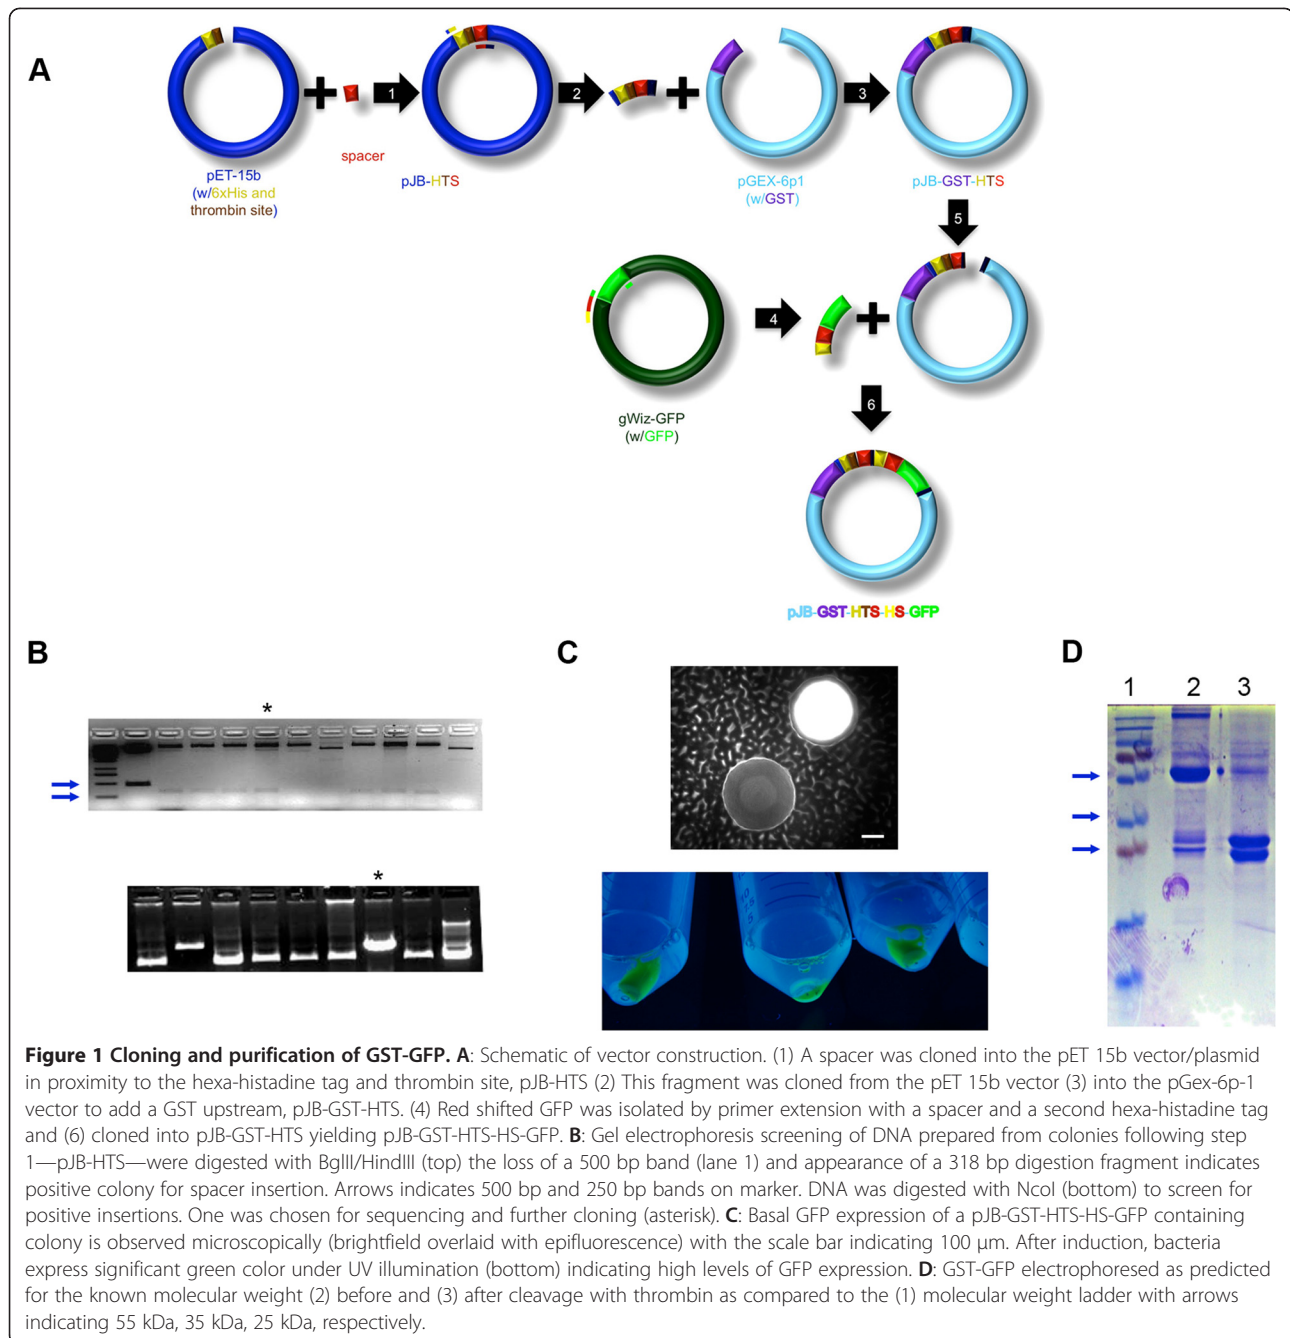 A
1
2
3
spacer
pET-15b
(w/6xHis and
thrombin site)
pJB-HTS
pGEX-6p1
(w/GST)
pJB-GST-HTS
5
4
gWiz-GFP
(w/GFP)
6
pJB-GST-HTS-HS-GFP
B
*
*
C
D
1 2 3
Figure 1 Cloning and purification of GST-GFP. A: Schematic of vector construction. (1) A spacer was cloned into the pET 15b vector/plasmid
in proximity to the hexa-histadine tag and thrombin site, pJB-HTS (2) This fragment was cloned from the pET 15b vector (3) into the pGex-6p-1
vector to add a GST upstream, pJB-GST-HTS. (4) Red shifted GFP was isolated by primer extension with a spacer and a second hexa-histadine tag
and (6) cloned into pJB-GST-HTS yielding pJB-GST-HTS-HS-GFP. B: Gel electrophoresis screening of DNA prepared from colonies following step
1—pJB-HTS—were digested with BglII/HindIII (top) the loss of a 500 bp band (lane 1) and appearance of a 318 bp digestion fragment indicates
positive colony for spacer insertion. Arrows indicates 500 bp and 250 bp bands on marker. DNA was digested with NcoI (bottom) to screen for
positive insertions. One was chosen for sequencing and further cloning (asterisk). C: Basal GFP expression of a pJB-GST-HTS-HS-GFP containing
colony is observed microscopically (brightfield overlaid with epifluorescence) with the scale bar indicating 100 μm. After induction, bacteria
express significant green color under UV illumination (bottom) indicating high levels of GFP expression. D: GST-GFP electrophoresed as predicted
for the known molecular weight (2) before and (3) after cleavage with thrombin as compared to the (1) molecular weight ladder with arrows
indicating 55 kDa, 35 kDa, 25 kDa, respectively.